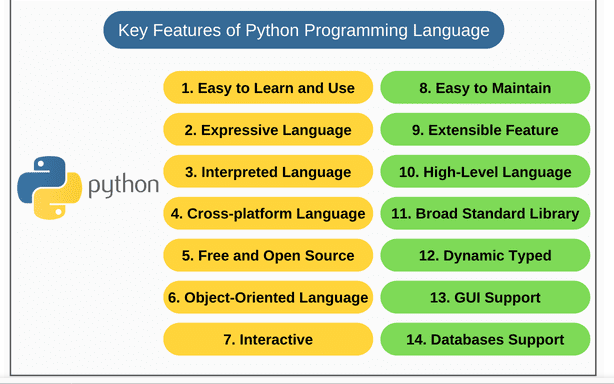 Key Features of Python Programming Language
python
1. Easy to Learn and Use
2. Expressive Language
3. Interpreted Language
4. Cross-platform Language
5. Free and Open Source
6. Object-Oriented Language
7. Interactive
8. Easy to Maintain
9. Extensible Feature
10. High-Level Language
11. Broad Standard Library
12. Dynamic Typed
13. GUI Support
14. Databases Support